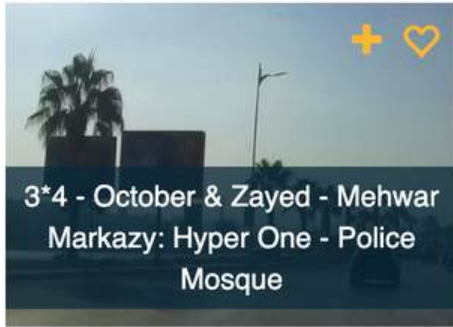 3*4 - October & Zayed - Mehwar
Markazy: Hyper One - Police
Mosque